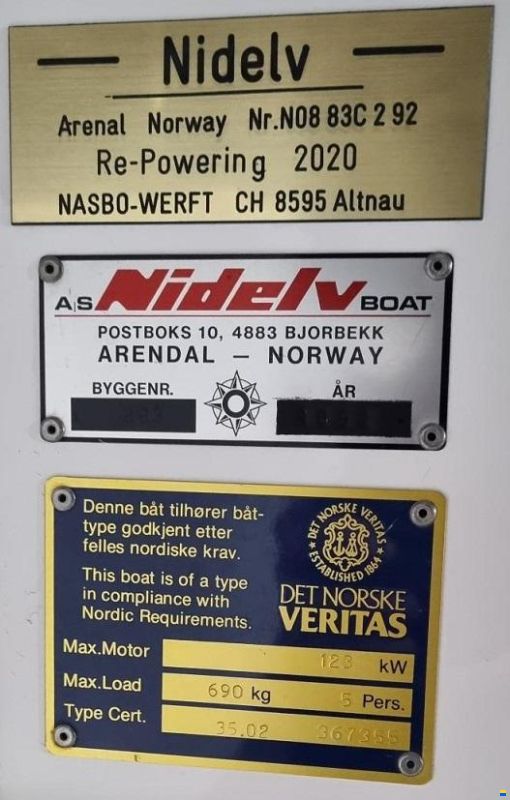 Nidelv
Arenal Norway Nr.N08 83C 2 92
Re-Powering 2020
NASBO-WERFT CH 8595 Altnau
A|S Nidelv BOAT
POSTBOKS 10, 4883 BJORBEKK
ARENDAL – NORWAY
BYGGENR. ÅR
Denne båt tilhører båt-
type godkjent etter
felles nordiske krav.
This boat is of a type
in compliance with
Nordic Requirements.
DET NORSKE VERITAS
ESTABLISHED 1864
DET NORSKE
VERITAS
Max.Motor 123 kW
Max.Load 690 kg 5 Pers.
Type Cert. 35.02 367355